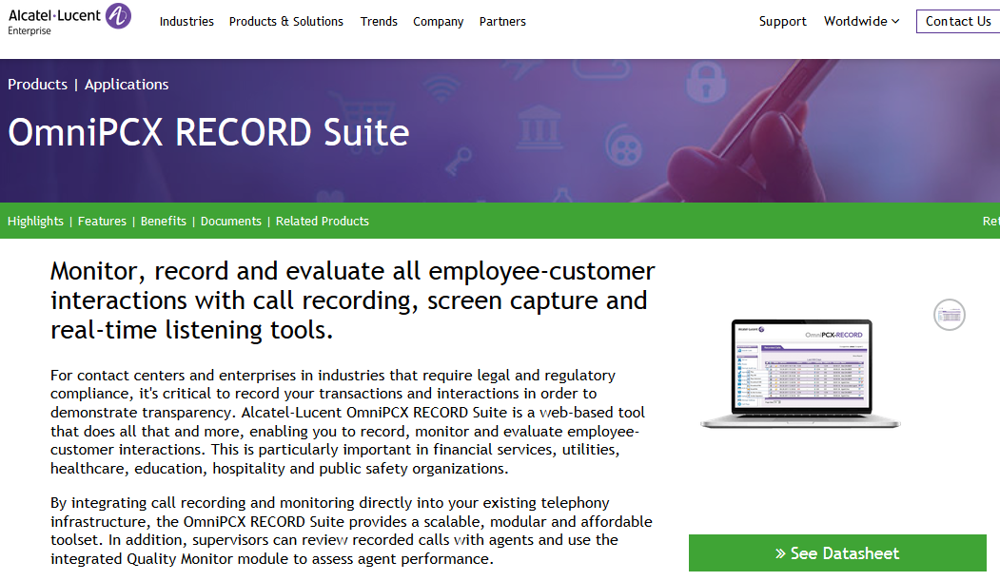 Alcatel·Lucent
Enterprise
Industries Products & Solutions Trends Company Partners
Support Worldwide Contact Us
Products | Applications
OmniPCX RECORD Suite
Highlights | Features | Benefits | Documents | Related Products
Ret
Monitor, record and evaluate all employee-customer
interactions with call recording, screen capture and
real-time listening tools.
For contact centers and enterprises in industries that require legal and regulatory
compliance, it's critical to record your transactions and interactions in order to
demonstrate transparency. Alcatel-Lucent OmniPCX RECORD Suite is a web-based tool
that does all that and more, enabling you to record, monitor and evaluate employee-
customer interactions. This is particularly important in financial services, utilities,
healthcare, education, hospitality and public safety organizations.
By integrating call recording and monitoring directly into your existing telephony
infrastructure, the OmniPCX RECORD Suite provides a scalable, modular and affordable
toolset. In addition, supervisors can review recorded calls with agents and use the
integrated Quality Monitor module to assess agent performance.
OmniPCX-RECORD
» See Datasheet